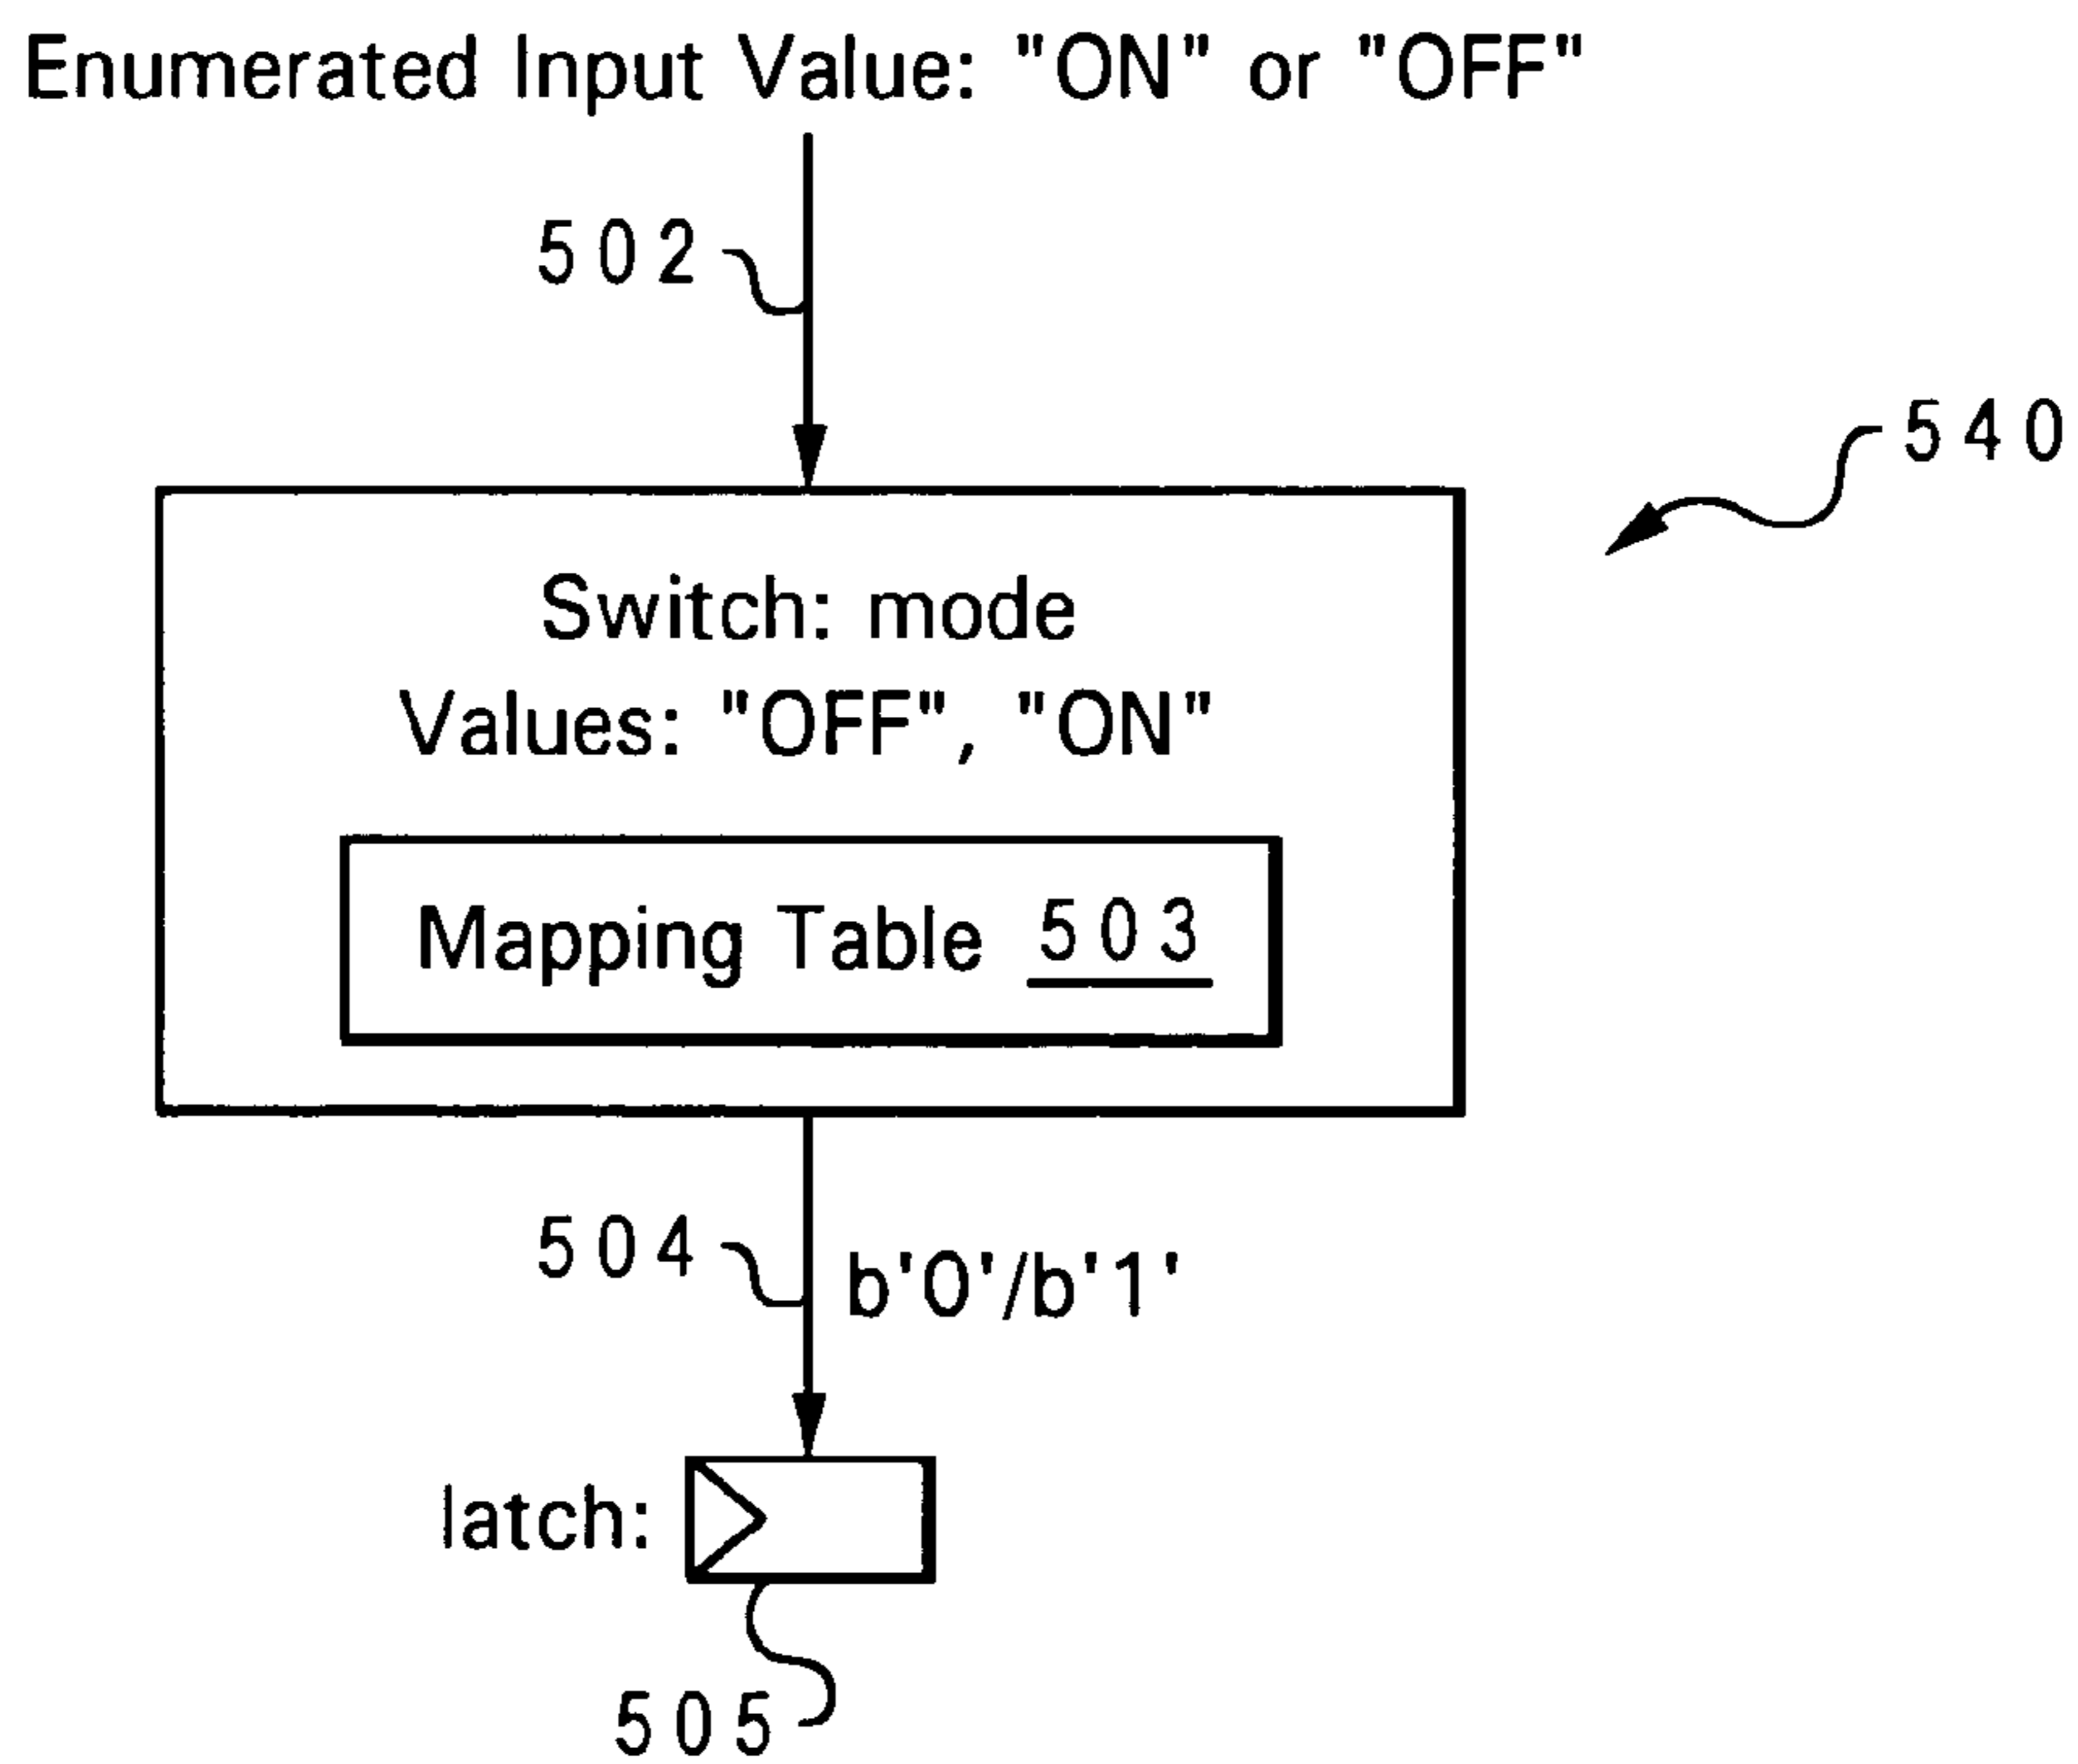 Enumerated Input Value: "ON" or "OFF"
502
540
Switch: mode
Values: "OFF", "ON"
Mapping Table 503
504
b'0'/b'1'
latch:
505